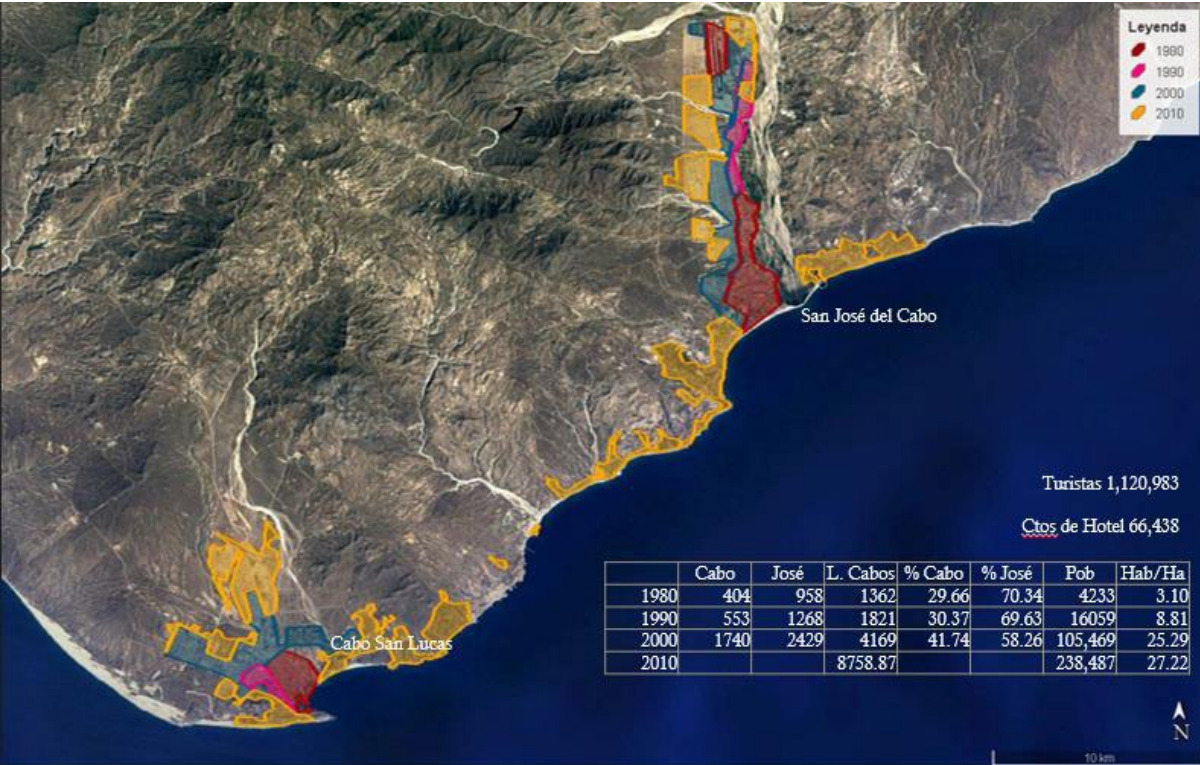 Leyenda
1980
1990
2000
2010
San José del Cabo
Turistas 1,120,983
Ctos de Hotel 66,438
Cabo José L. Cabos % Cabo % José Pob Hab/Ha
1980 404 958 1362 29.66 70.34 4233 3.10
1990 553 1268 1821 30.37 69.63 16059 8.81
2000 1740 2429 4169 41.74 58.26 105,469 25.29
2010 8758.87 238,487 27.22
Cabo San Lucas
N
10 km